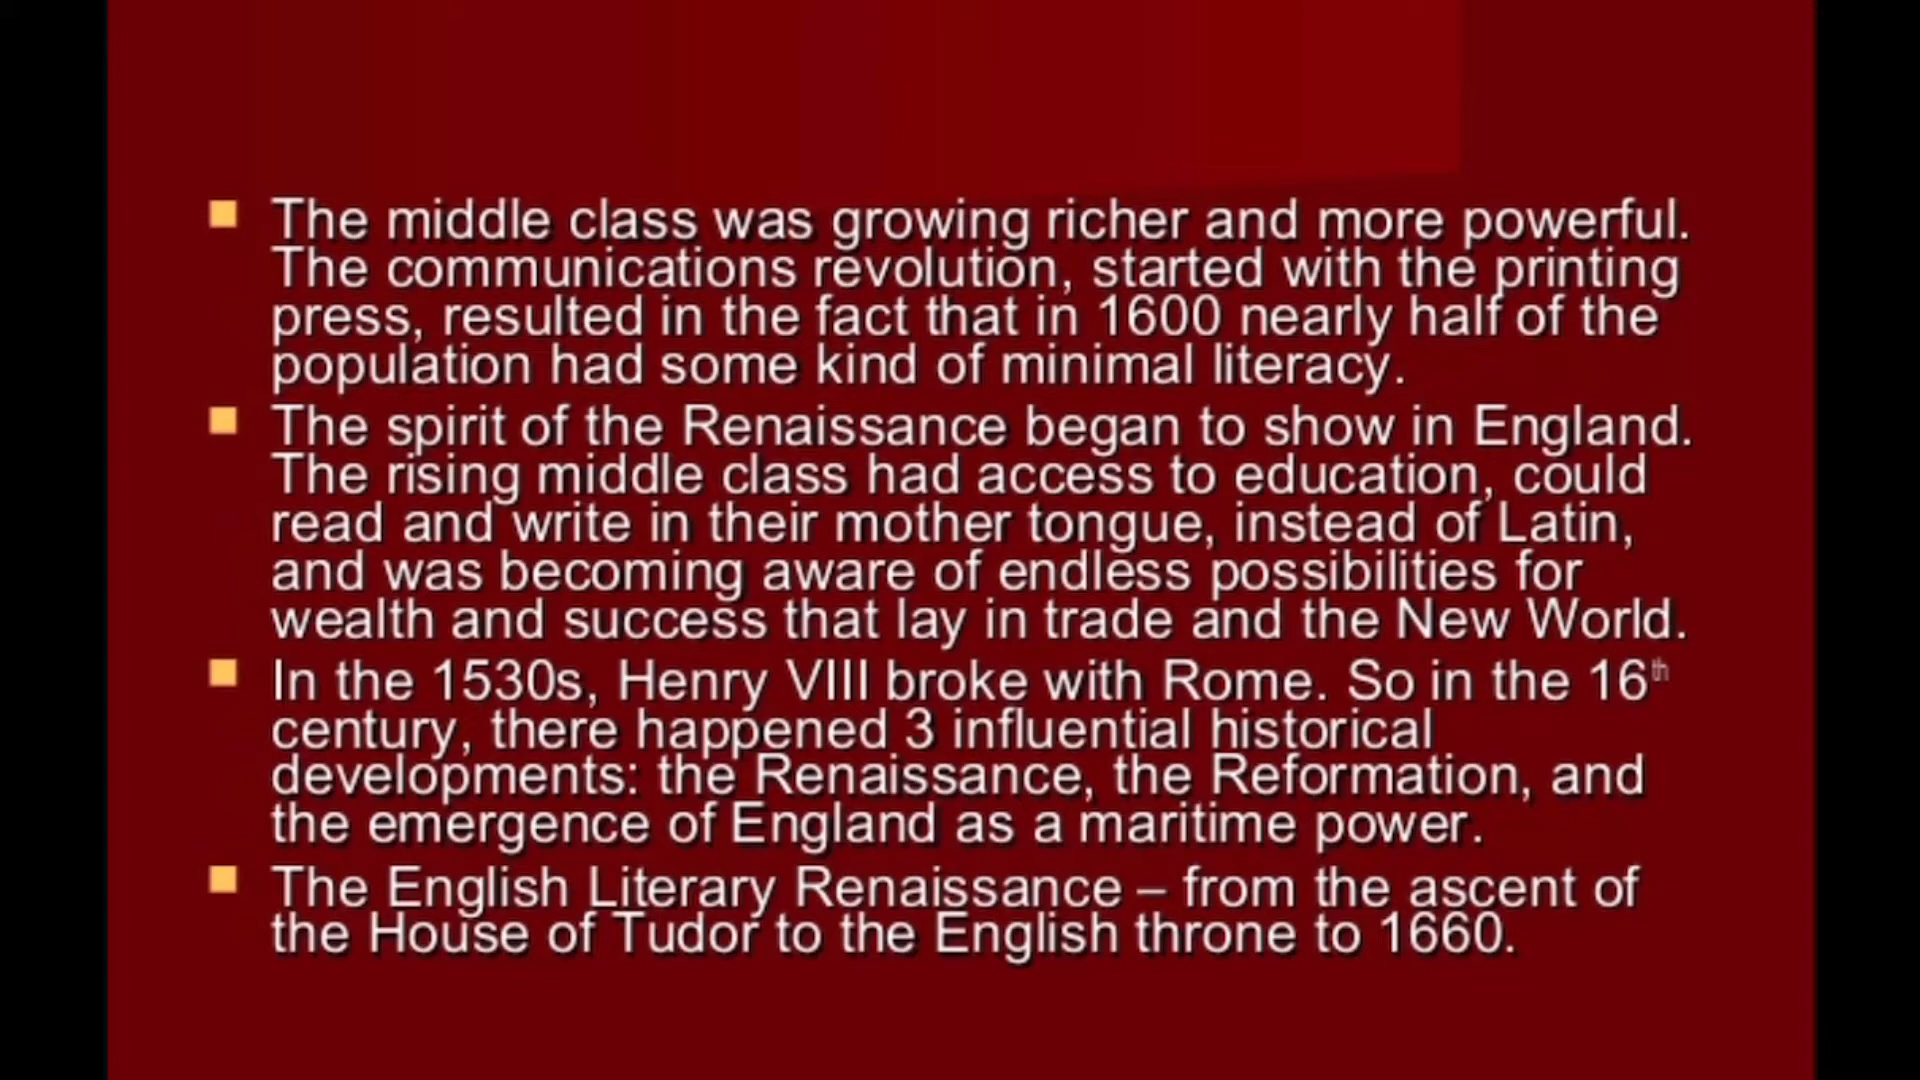 The middle class was growing richer and more powerful.
The communications revolution, started with the printing
press, resulted in the fact that in 1600 nearly half of the
population had some kind of minimal literacy.
The spirit of the Renaissance began to show in England.
The rising middle class had access to education, could
read and write in their mother tongue, instead of Latin,
and was becoming aware of endless possibilities for
wealth and success that lay in trade and the New World.
In the 1530s, Henry VIII broke with Rome. So in the 16th
century, there happened 3 influential historical
developments: the Renaissance, the Reformation, and
the emergence of England as a maritime power.
The English Literary Renaissance – from the ascent of
the House of Tudor to the English throne to 1660.